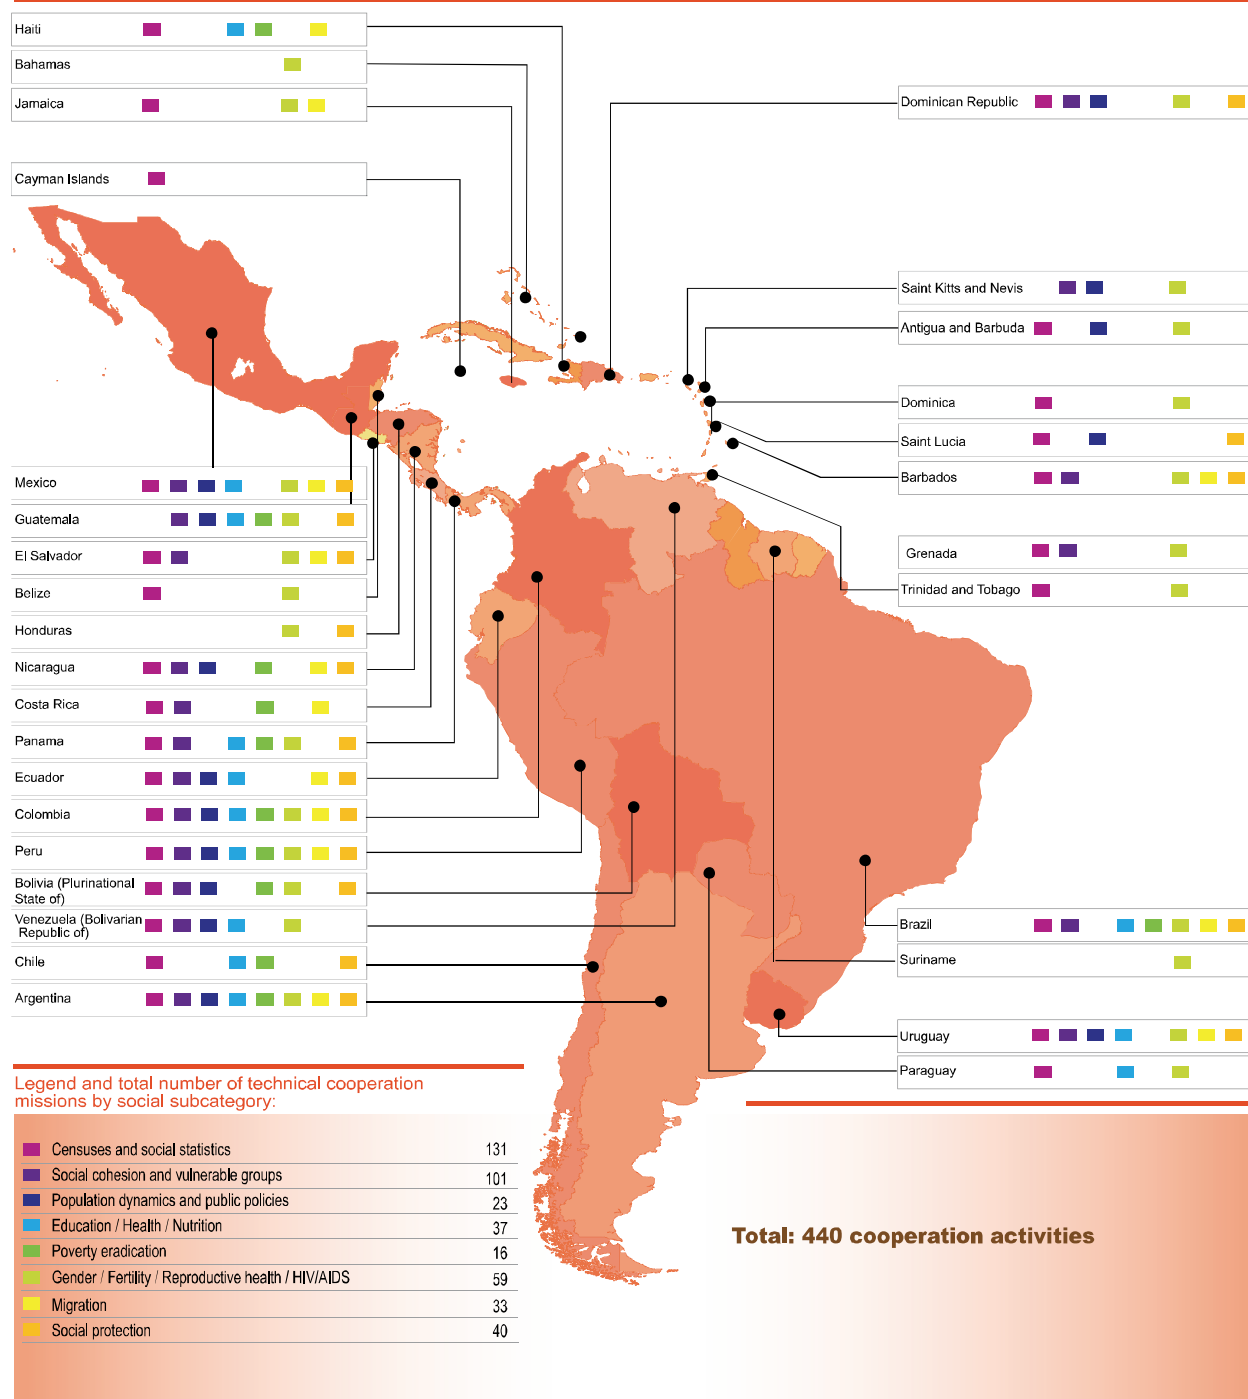 Haiti
Bahamas
Jamaica
Cayman Islands
Dominican Republic
Saint Kitts and Nevis
Antigua and Barbuda
Dominica
Saint Lucia
Barbados
Grenada
Trinidad and Tobago
Mexico
Guatemala
El Salvador
Belize
Honduras
Nicaragua
Costa Rica
Panama
Ecuador
Colombia
Peru
Bolivia (Plurinational
State of)
Venezuela (Bolivarian
Republic of)
Chile
Argentina
Brazil
Suriname
Uruguay
Paraguay
Legend and total number of technical cooperation
missions by social subcategory:
Censuses and social statistics 131
Social cohesion and vulnerable groups 101
Population dynamics and public policies 23
Education / Health / Nutrition 37
Poverty eradication 16
Gender / Fertility / Reproductive health / HIV/AIDS 59
Migration 33
Social protection 40
Total: 440 cooperation activities